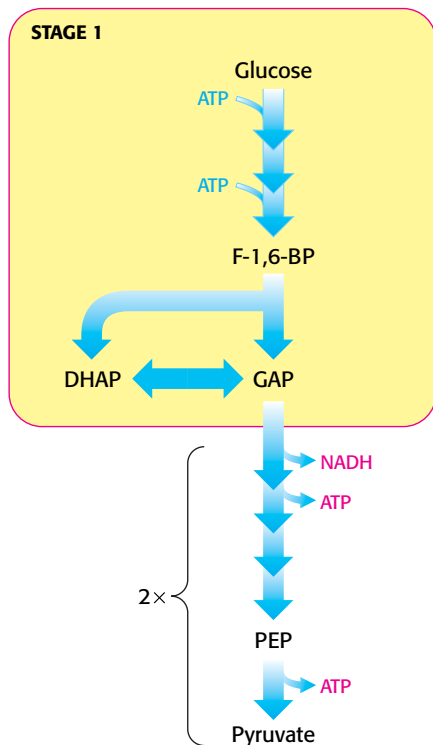 STAGE 1
Glucose
ATP
ATP
F-1,6-BP
DHAP
GAP
NADH
ATP
2×
PEP
ATP
Pyruvate